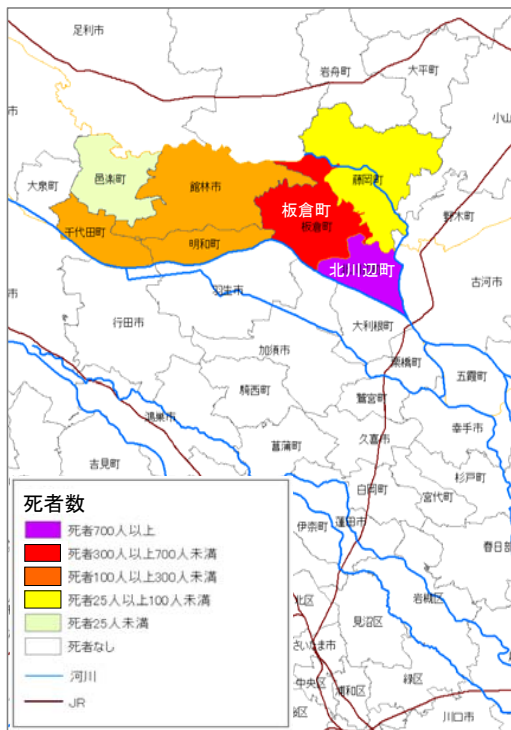 足利市
岩舟町
大平町
市
小山
大泉町
邑楽町
館林市
藤岡町
板倉町
板倉町
野木町
千代田町
明和町
北川辺町
古河市
市
羽生市
行田市
大利根町
加須市
栗橋町
五霞町
騎西町
鷲宮町
鴻巣市
幸手市
菖蒲町
久喜市
吉見町
杉戸町
白岡町
宮代町
伊奈町
蓮田市
春日部
北区
岩槻区
見沼区
さいたま市
中央区
浦和区
緑区
川口市
死者数
死者700人以上
死者300人以上700人未満
死者100人以上300人未満
死者25人以上100人未満
死者25人未満
死者なし
河川
JR